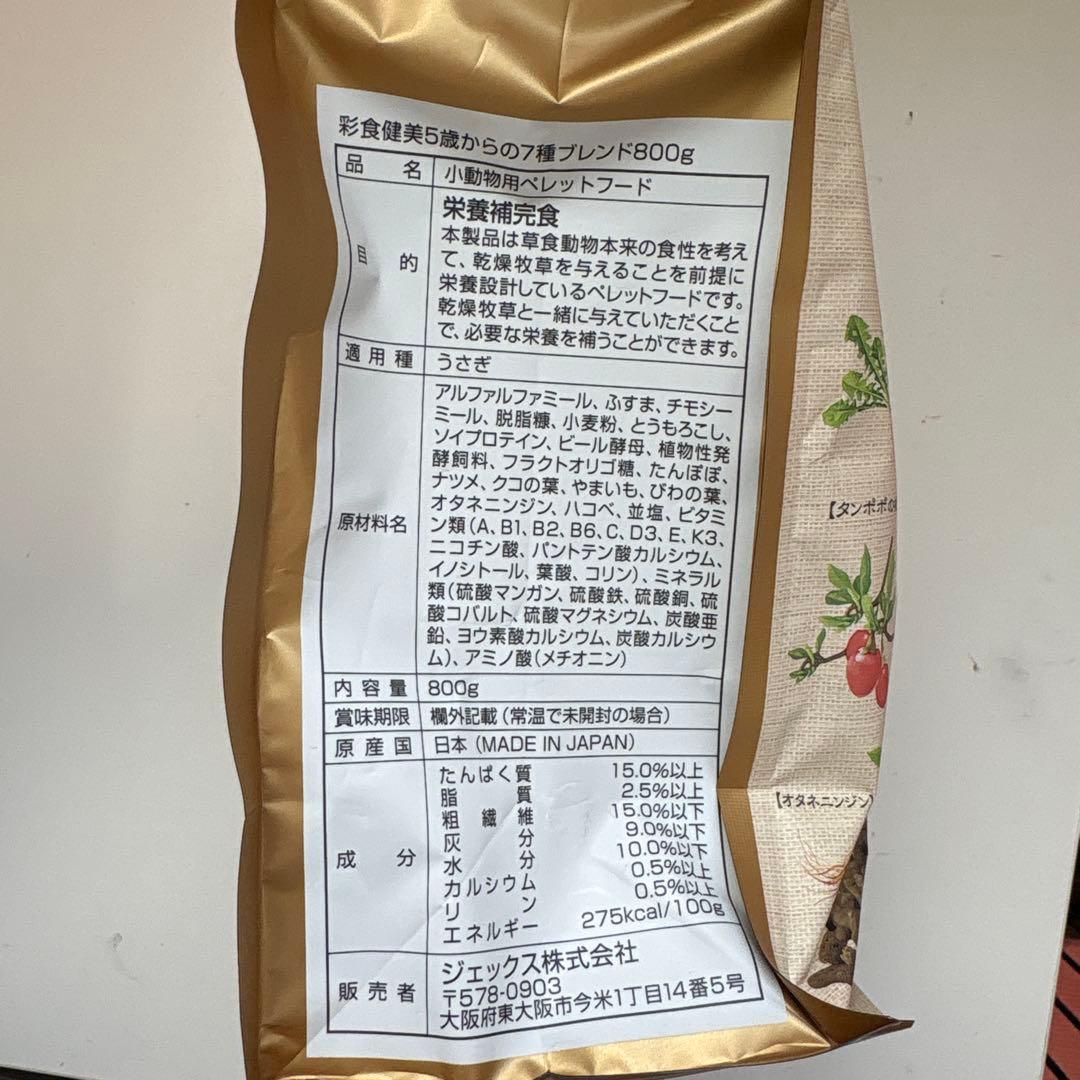 彩食健美5歳からの7種ブレンド800g
品名 小動物用ペレットフード
目的 栄養補完食
本製品は草食動物本来の食性を考え
て、乾燥牧草を与えることを前提に
栄養設計しているペレットフードです。
乾燥牧草と一緒に与えていただくこと
で、必要な栄養を補うことができます。
適用種 うさぎ
原材料名 アルファルファミール、ふすま、チモシー
ミール、脱脂糠、小麦粉、とうもろこし、
ソイプロテイン、ビール酵母、植物性発
酵飼料、フラクトオリゴ糖、たんぽぽ、
ナツメ、クコの葉、やまいも、びわの葉、
オタネニンジン、ハコベ、並塩、ビタミ
ン類(A、B1、B2、B6、C、D3、E、K3、
ニコチン酸、パントテン酸カルシウム、
イノシトール、葉酸、コリン)、ミネラル
類(硫酸マンガン、硫酸鉄、硫酸銅、硫
酸コバルト、硫酸マグネシウム、炭酸亜
鉛、ヨウ素酸カルシウム、炭酸カルシウ
ム)、アミノ酸(メチオニン)
内容量 800g
賞味期限 欄外記載(常温で未開封の場合)
原産国 日本(MADE IN JAPAN)
成分 たんぱく質 15.0%以上
脂質 2.5%以上
粗繊維 15.0%以下
灰分 9.0%以下
水分 10.0%以下
カルシウム 0.5%以上
リン 0.5%以上
エネルギー 275kcal/100g
販売者 ジェックス株式会社
〒578-0903
大阪府東大阪市今米1丁目14番5号
【タンポポの
【オタネニンジン】